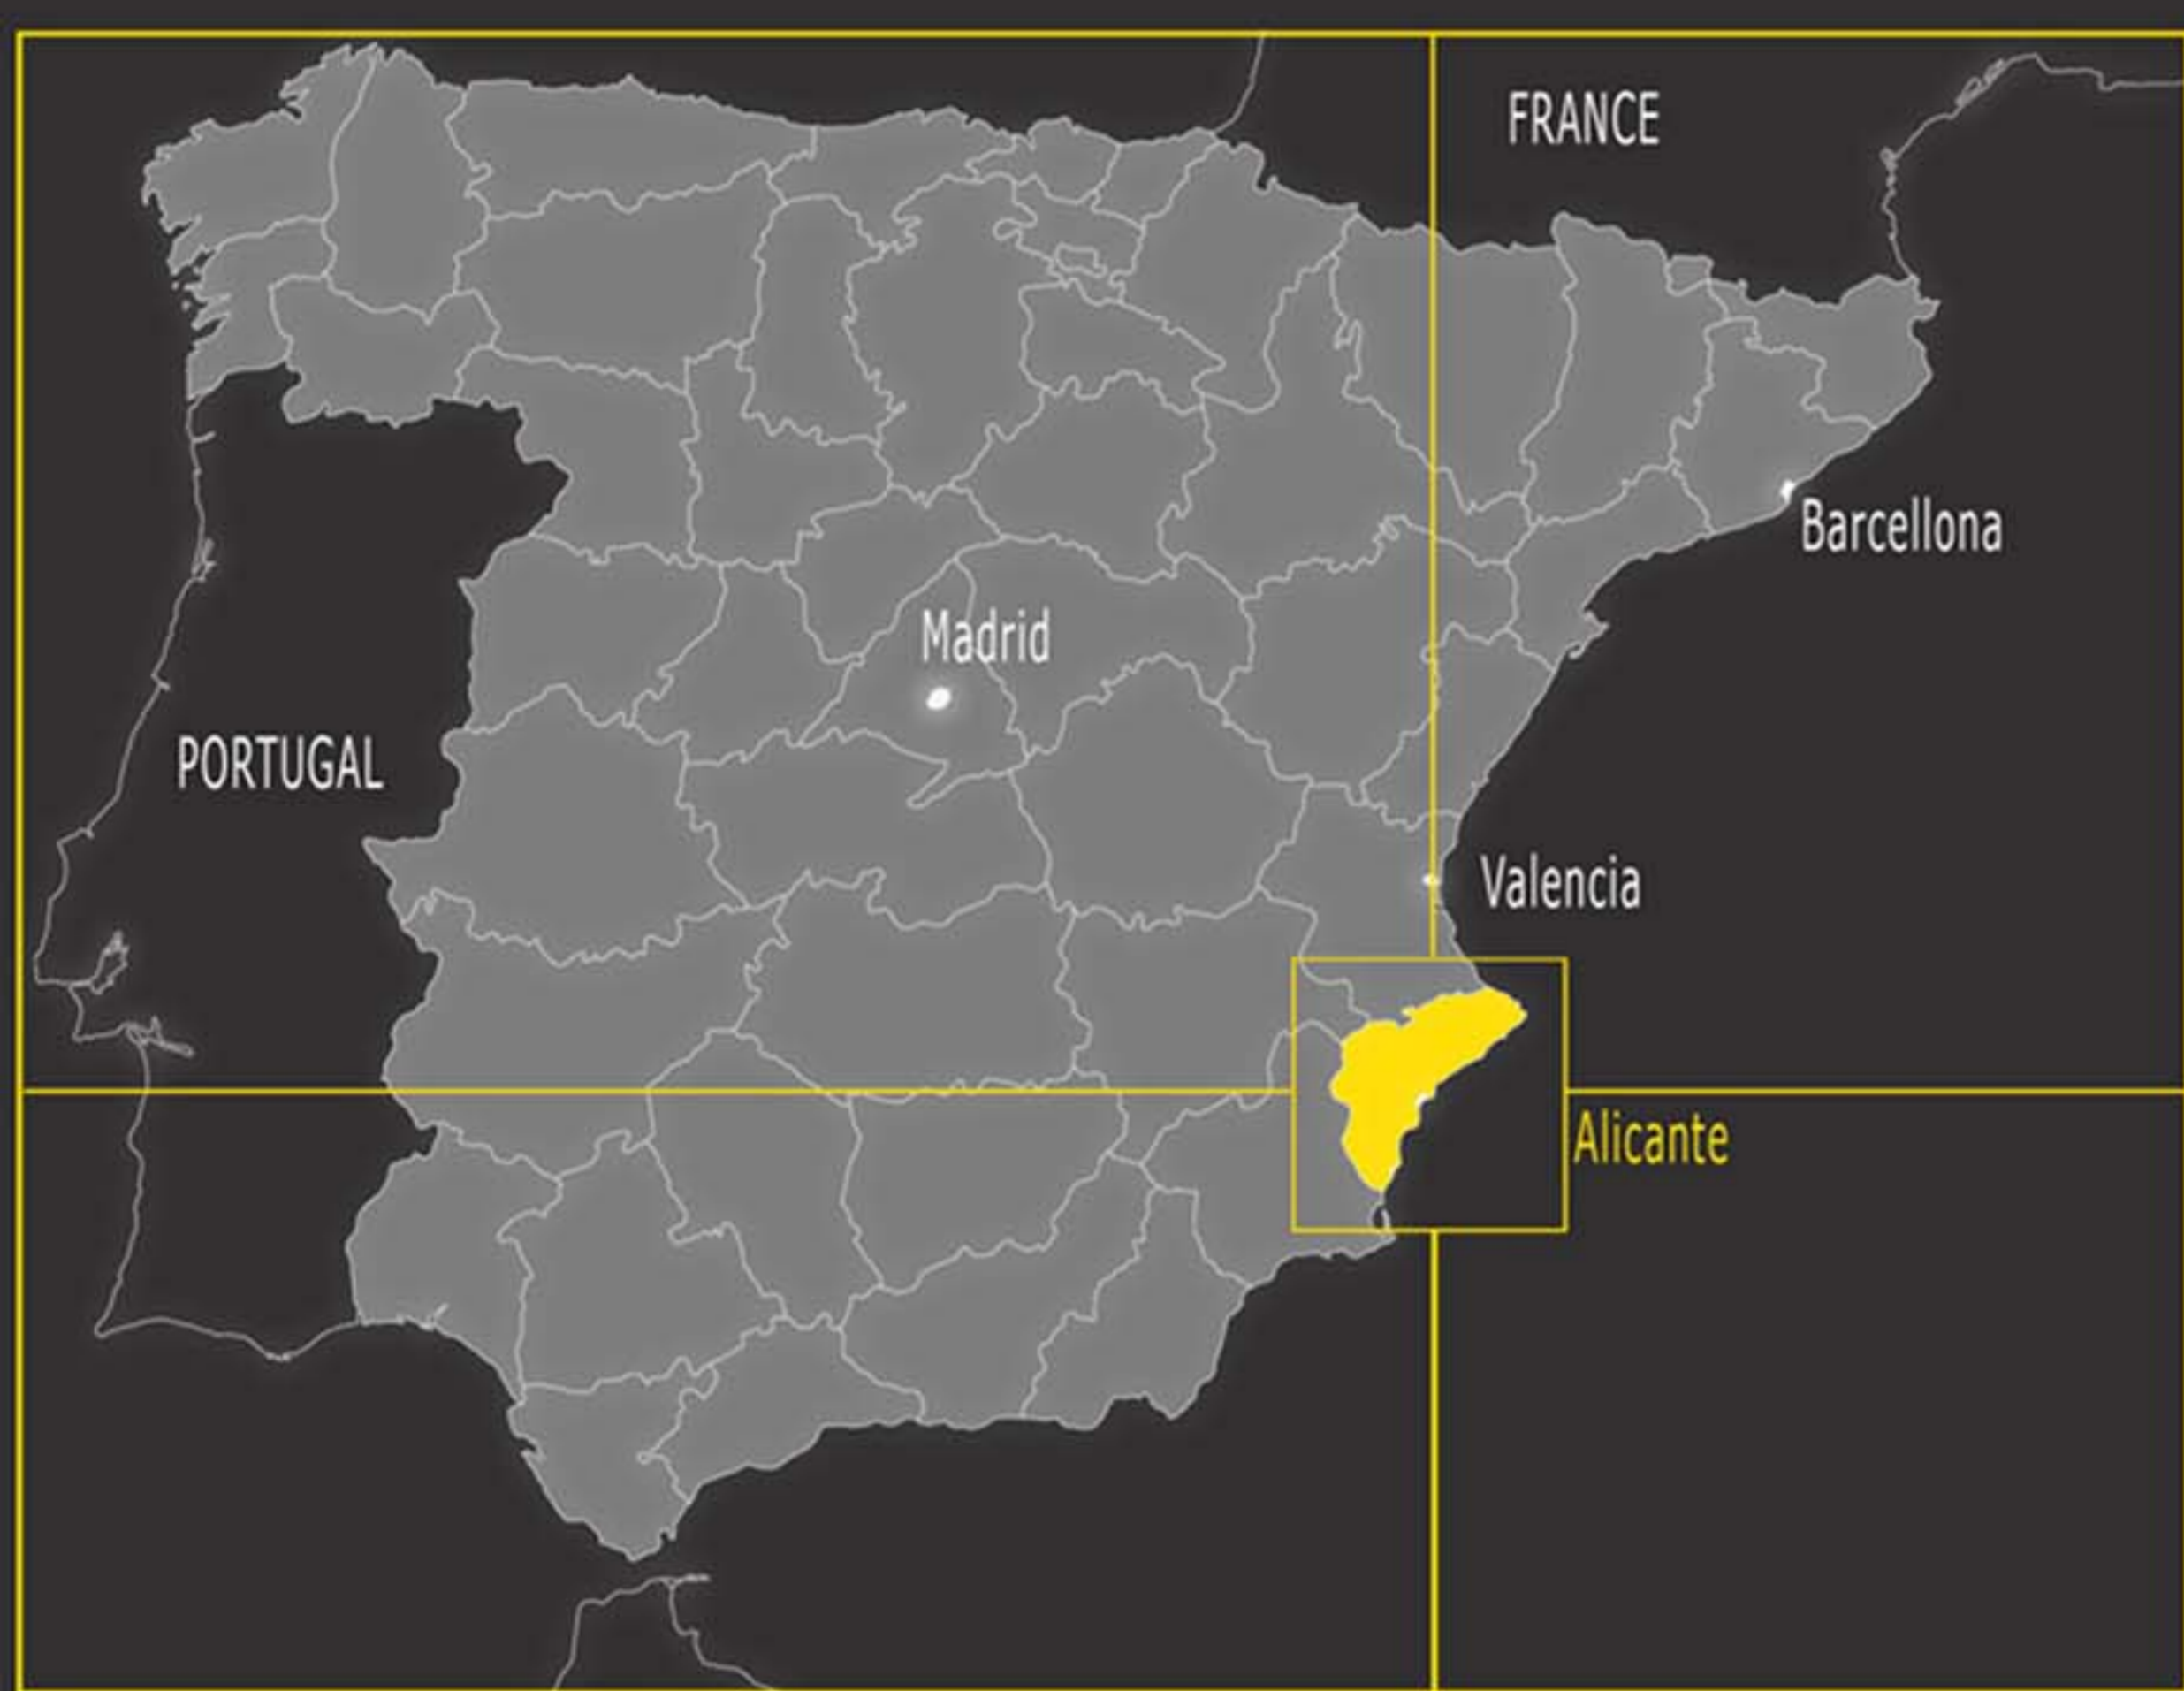 FRANCE
Barcellona
Madrid
PORTUGAL
Valencia
Alicante